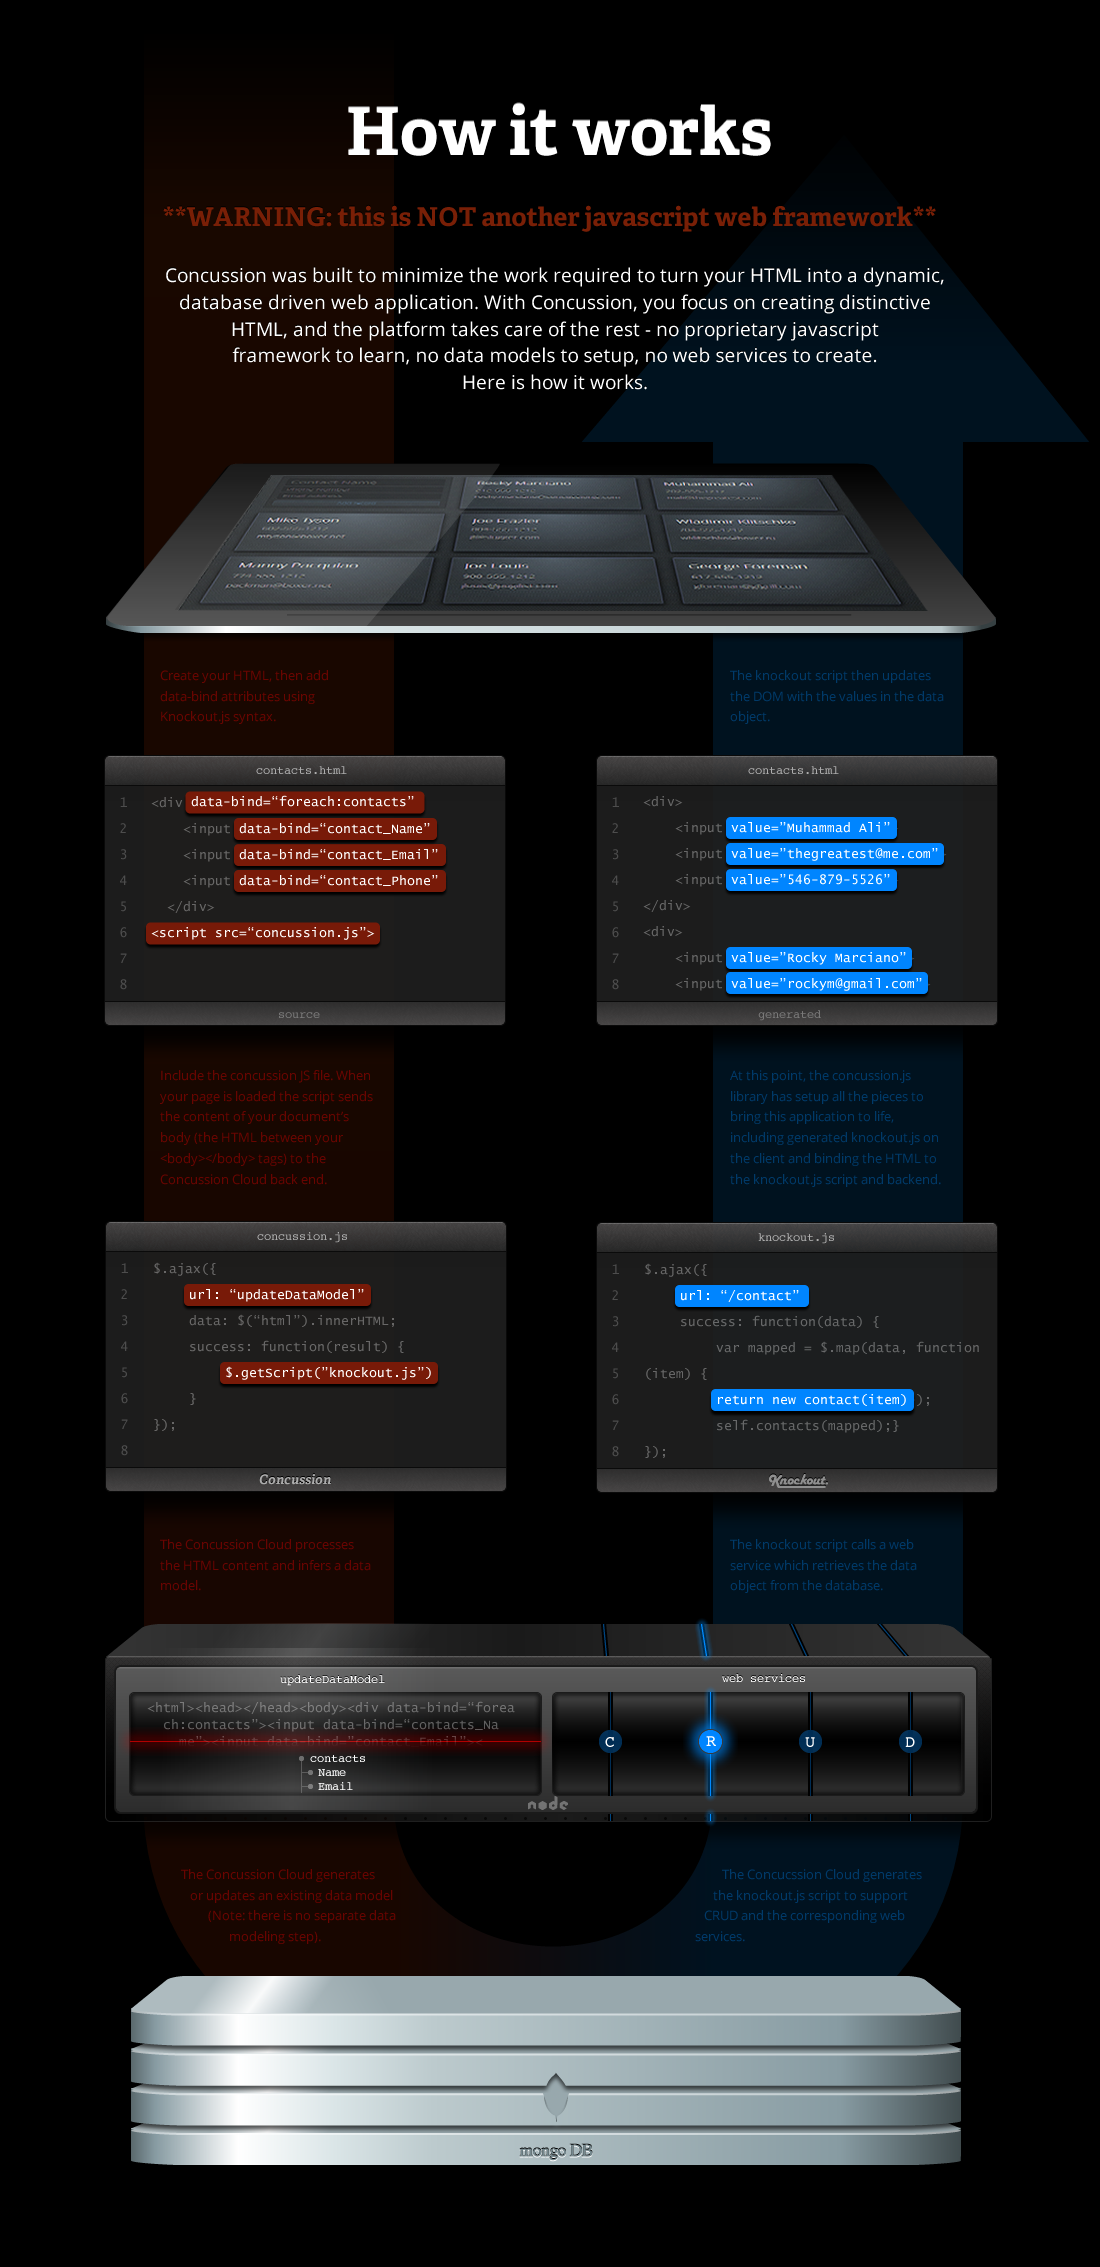 How it works
**WARNING: this is NOT another javascript web framework**
Concussion was built to minimize the work required to turn your HTML into a dynamic,
database driven web application. With Concussion, you focus on creating distinctive
HTML, and the platform takes care of the rest - no proprietary javascript
framework to learn, no data models to setup, no web services to create.
Here is how it works.
Contact Name
Rocky Marciano
Muhammad Ali
Mike Tyson
Joe Frazier
Wladimir Klitschko
Manny Pacquiao
774 555 1212
packman@boxer.net
Joe Louis
900 555 1212
George Foreman
617 555 1212
Create your HTML, then add
data-bind attributes using
Knockout.js syntax.
The knockout script then updates
the DOM with the values in the data
object.
contacts.html
1 <div data-bind=“foreach:contacts”
2 <input data-bind=“contact_Name”
3 <input data-bind=“contact_Email”
4 <input data-bind=“contact_Phone”
5 </div>
6 <script src=“concussion.js”>
7
8
source
contacts.html
1 <div>
2 <input value=”Muhammad Ali”
3 <input value=”thegreatest@me.com”
4 <input value=”546-879-5526”
5 </div>
6 <div>
7 <input value=”Rocky Marciano”
8 <input value=”rockym@gmail.com”
generated
Include the concussion JS file. When
your page is loaded the script sends
the content of your document's
body (the HTML between your
<body></body> tags) to the
Concussion Cloud back end.
At this point, the concussion.js
library has setup all the pieces to
bring this application to life,
including generated knockout.js on
the client and binding the HTML to
the knockout.js script and backend.
concussion.js
1 $.ajax({
2 url: “updateDataModel”
3 data: $(“html”).innerHTML;
4 success: function(result) {
5 $.getScript("knockout.js”)
6 }
7 });
8
Concussion
knockout.js
1 $.ajax({
2 url: “/contact”
3 success: function(data) {
4 var mapped = $.map(data, function
5 (item) {
6 return new contact(item) );
7 self.contacts(mapped);}
8 });
Knockout.
The Concussion Cloud processes
the HTML content and infers a data
model.
The knockout script calls a web
service which retrieves the data
object from the database.
updateDataModel
<html><head></head><body><div data-bind=“forea
ch:contacts”><input data-bind=“contacts_Na
me”><input data-bind="contact_Email"><
contacts
Name
Email
web services
C R U D
node
The Concussion Cloud generates
or updates an existing data model
(Note: there is no separate data
modeling step).
The Concucssion Cloud generates
the knockout.js script to support
CRUD and the corresponding web
services.
mongo DB